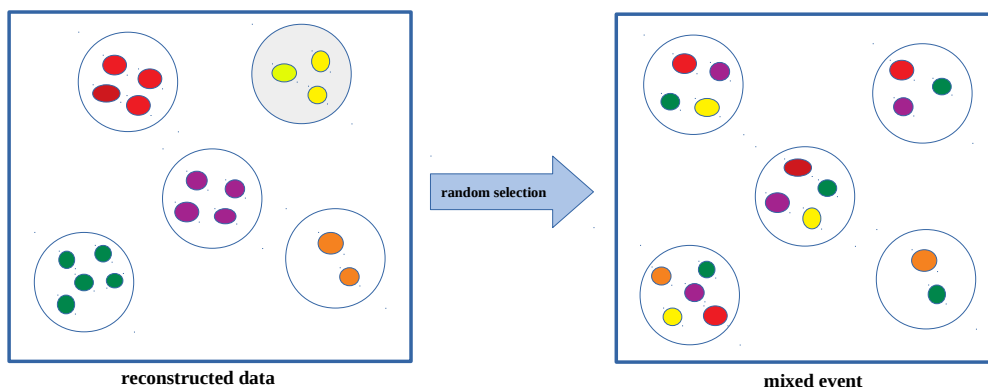 random selection
reconstructed data
mixed event